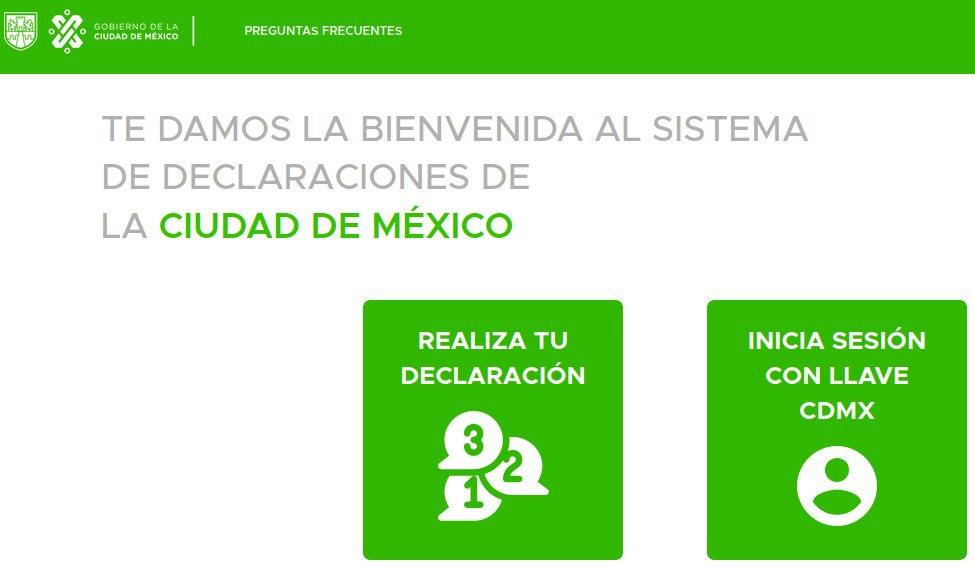 GOBIERNO DE LA
CIUDAD DE MÉXICO
PREGUNTAS FRECUENTES
TE DAMOS LA BIENVENIDA AL SISTEMA
DE DECLARACIONES DE
LA CIUDAD DE MÉXICO
REALIZA TU
DECLARACIÓN
3
2
1
INICIA SESIÓN
CON LLAVE
CDMX